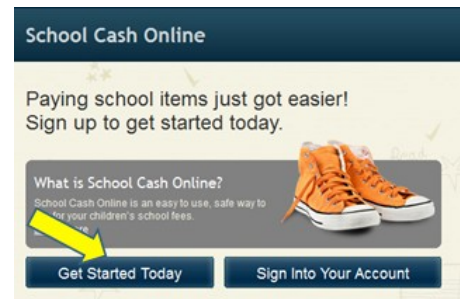 School Cash Online
Paying school items just got easier!
Sign up to get started today.
What is School Cash Online?
School Cash Online is an easy to use, safe way to
for your children's school fees.
Get Started Today
Sign Into Your Account